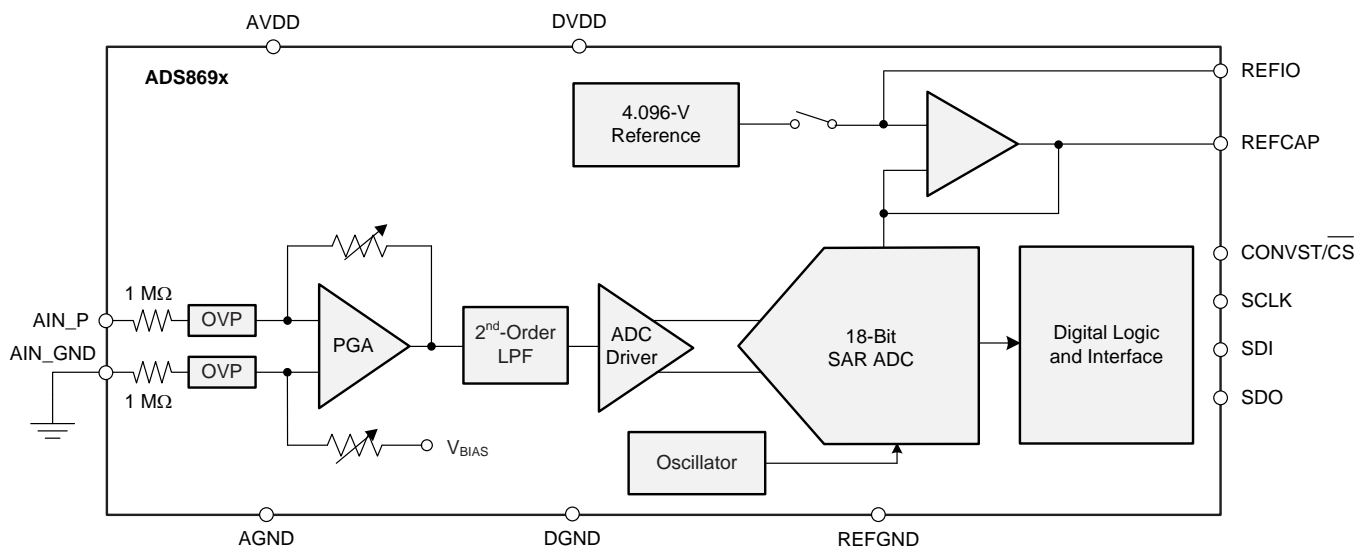 AVDD
DVDD
ADS869x
REFIO
4.096-V
Reference
REFCAP
CONVST/C̅S̅
SCLK
SDI
SDO
1 MΩ
AIN_P
OVP
AIN_GND
OVP
1 MΩ
PGA
2nd-Order
LPF
ADC
Driver
18-Bit
SAR ADC
Digital Logic
and Interface
VBIAS
Oscillator
AGND
DGND
REFGND